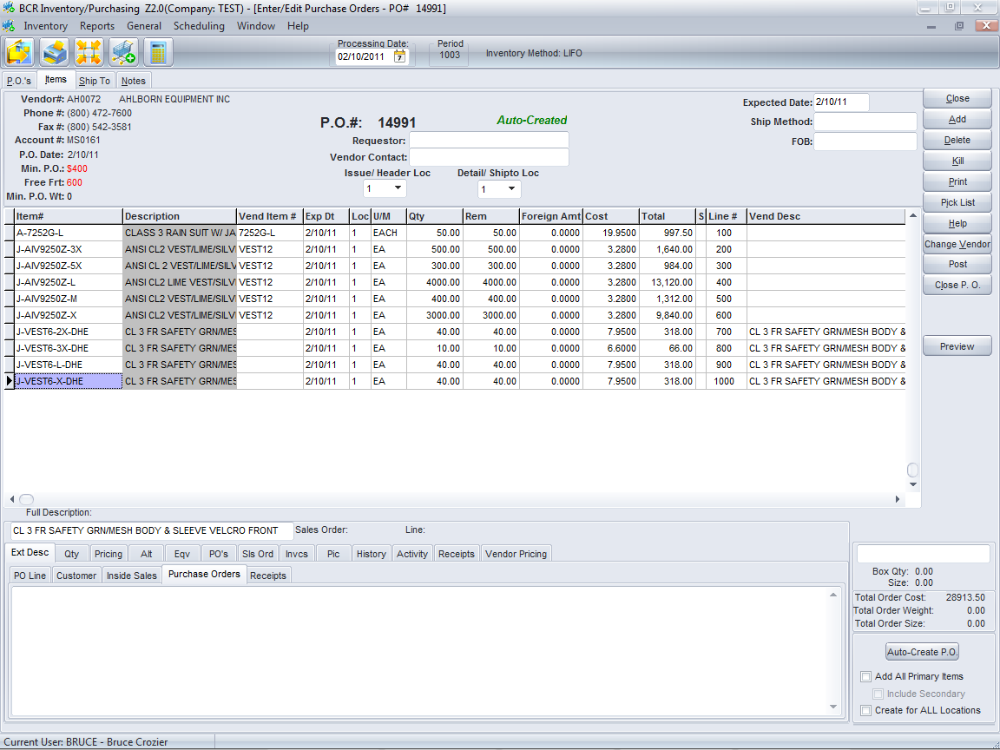 BCR Inventory/Purchasing Z2.0(Company: TEST) - [Enter/Edit Purchase Orders - PO# 14991]
Inventory Reports General Scheduling Window Help
Processing Date: Period
02/10/2011 7 1003 Inventory Method: LIFO
P.O.'s Items Ship To Notes
Vendor#: AH0072 AHLBORN EQUIPMENT INC
Phone #: (800) 472-7600
Fax #: (800) 542-3581
Account #: MS0161
P.O. Date: 2/10/11
Min. P.O.: $400
Free Frt: 600
Min. P.O. Wt: 0
P.O.#: 14991 Auto-Created
Requestor:
Vendor Contact:
Issue/ Header Loc Detail/ Shipto Loc
1 1
Expected Date: 2/10/11
Ship Method:
FOB:
Close
Add
Delete
Kill
Print
Pick List
Help
Change Vendor
Post
Close P. O.
Preview
Item# Description Vend Item # Exp Dt Loc U/M Qty Rem Foreign Amt Cost Total S Line # Vend Desc
A-7252G-L CLASS 3 RAIN SUIT W/ JA 7252G-L 2/10/11 1 EACH 50.00 50.00 0.0000 19.9500 997.50 100
J-AIV9250Z-3X ANSI CL2 VEST/LIME/SILV VEST12 2/10/11 1 EA 500.00 500.00 0.0000 3.2800 1,640.00 200
J-AIV9250Z-5X ANSI CL 2 VEST/LIME/SILV VEST12 2/10/11 1 EA 300.00 300.00 0.0000 3.2800 984.00 300
J-AIV9250Z-L ANSI CL2 LIME VEST/SILV VEST12 2/10/11 1 EA 4000.00 4000.00 0.0000 3.2800 13,120.00 400
J-AIV9250Z-M ANSI CL2 VEST/LIME/SILV VEST12 2/10/11 1 EA 400.00 400.00 0.0000 3.2800 1,312.00 500
J-AIV9250Z-X ANSI CL2 VEST/LIME/SILV VEST12 2/10/11 1 EA 3000.00 3000.00 0.0000 3.2800 9,840.00 600
J-VEST6-2X-DHE CL 3 FR SAFETY GRN/MES 2/10/11 1 EA 40.00 40.00 0.0000 7.9500 318.00 700 CL 3 FR SAFETY GRN/MESH BODY &
J-VEST6-3X-DHE CL 3 FR SAFETY GRN/MES 2/10/11 1 EA 10.00 10.00 0.0000 6.6000 66.00 800 CL 3 FR SAFETY GRN/MESH BODY &
J-VEST6-L-DHE CL 3 FR SAFETY GRN/MES 2/10/11 1 EA 40.00 40.00 0.0000 7.9500 318.00 900 CL 3 FR SAFETY GRN/MESH BODY &
J-VEST6-X-DHE CL 3 FR SAFETY GRN/MES 2/10/11 1 EA 40.00 40.00 0.0000 7.9500 318.00 1000 CL 3 FR SAFETY GRN/MESH BODY &
Full Description:
CL 3 FR SAFETY GRN/MESH BODY & SLEEVE VELCRO FRONT Sales Order: Line:
Ext Desc Qty Pricing Alt Eqv PO's Sls Ord Invcs Pic History Activity Receipts Vendor Pricing
PO Line Customer Inside Sales Purchase Orders Receipts
Box Qty: 0.00
Size: 0.00
Total Order Cost: 28913.50
Total Order Weight: 0.00
Total Order Size: 0.00
Auto-Create P.O.
Add All Primary Items
Include Secondary
Create for ALL Locations
Current User: BRUCE - Bruce Crozier